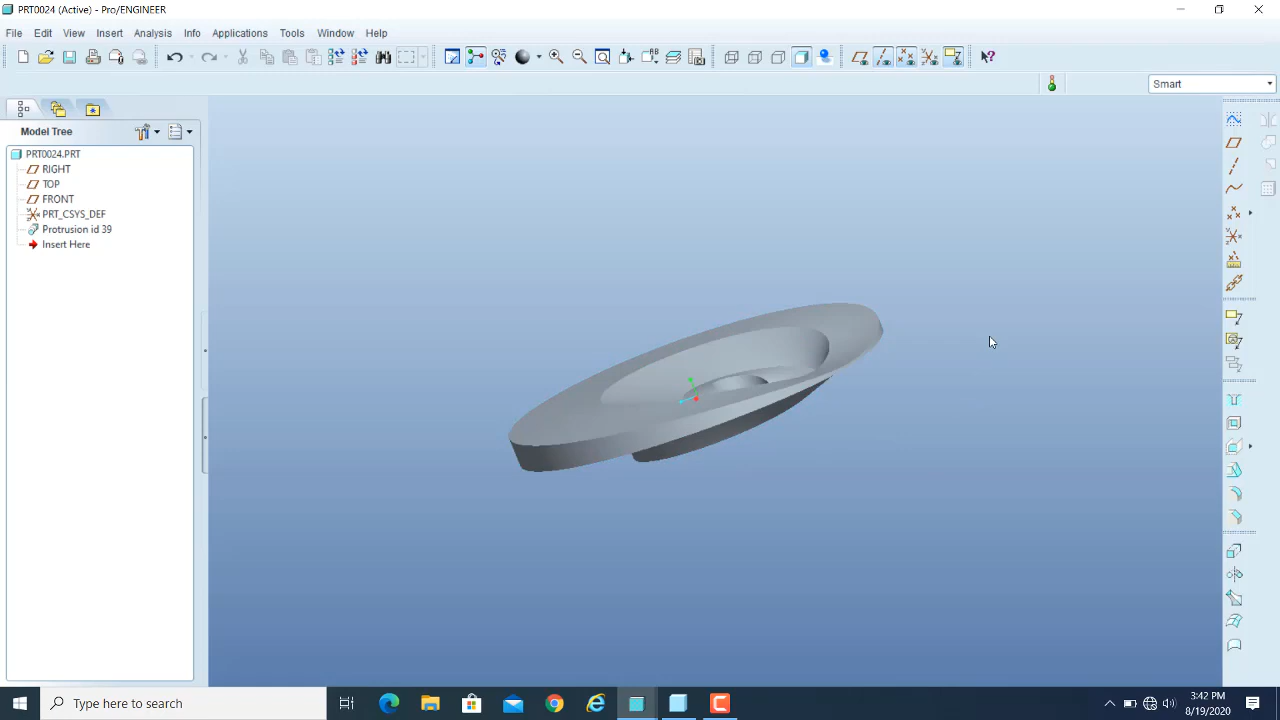 PRT0024 (Active) - Pro/ENGINEER
File Edit View Insert Analysis Info Applications Tools Window Help
Smart
Model Tree
PRT0024.PRT
RIGHT
TOP
FRONT
PRT_CSYS_DEF
Protrusion id 39
Insert Here
Type here to search
3:42 PM
8/19/2020